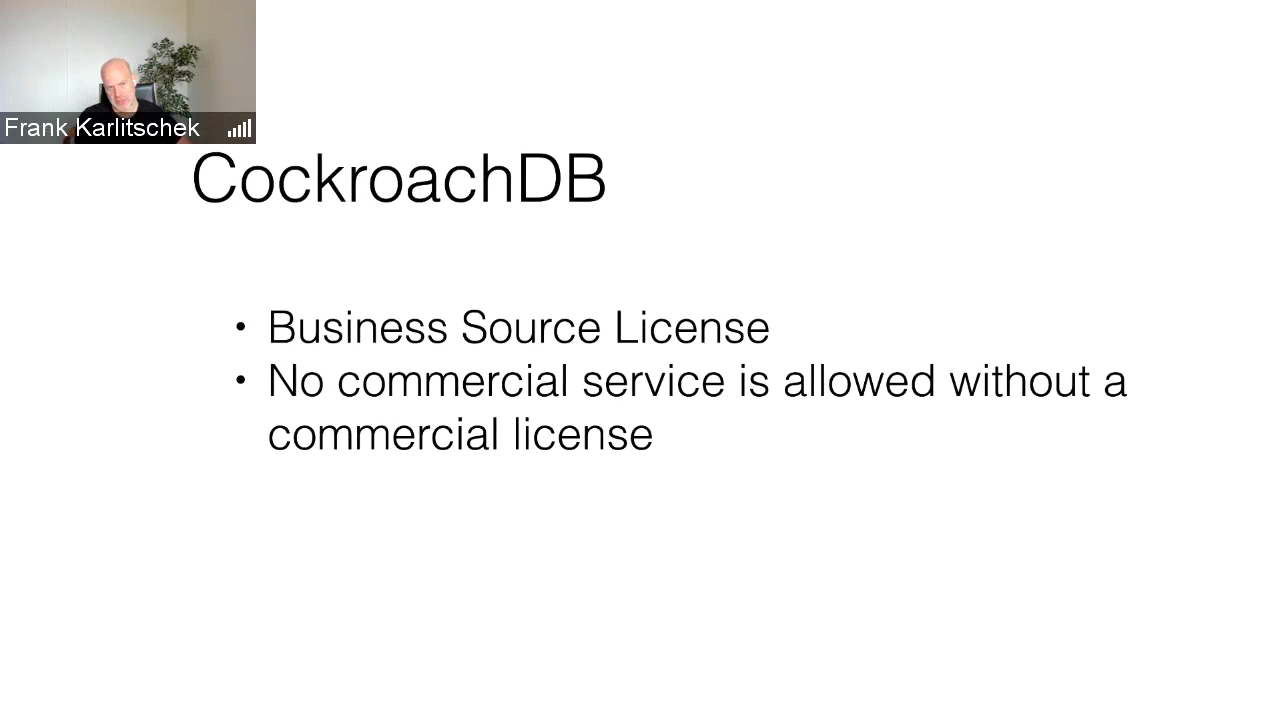 Frank Karlitschek
CockroachDB
• Business Source License
• No commercial service is allowed without a
commercial license